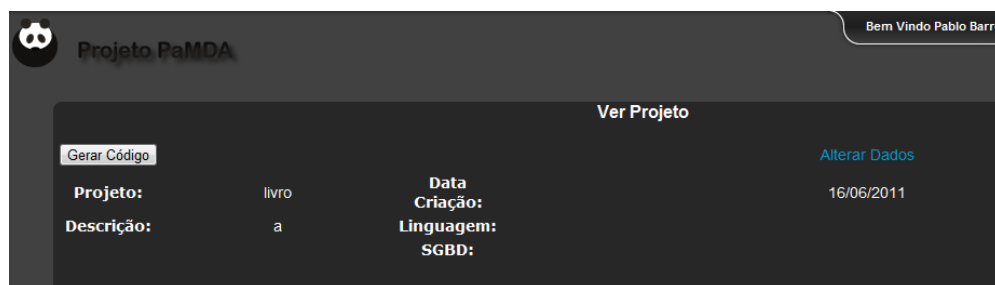 Bem Vindo Pablo Barr
Projeto PaMDA
Ver Projeto
Gerar Código
Alterar Dados
Projeto: livro Data Criação: 16/06/2011
Descrição: a Linguagem:
SGBD: